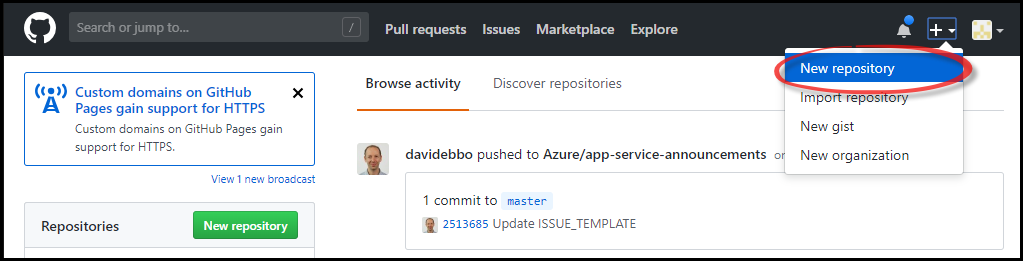 Search or jump to... /
Pull requests Issues Marketplace Explore
New repository
Import repository
New gist
New organization
Custom domains on GitHub
Pages gain support for HTTPS
Custom domains on GitHub Pages gain
support for HTTPS.
View 1 new broadcast
Repositories New repository
Browse activity Discover repositories
davidebbo pushed to Azure/app-service-announcements
1 commit to master
2513685 Update ISSUE_TEMPLATE